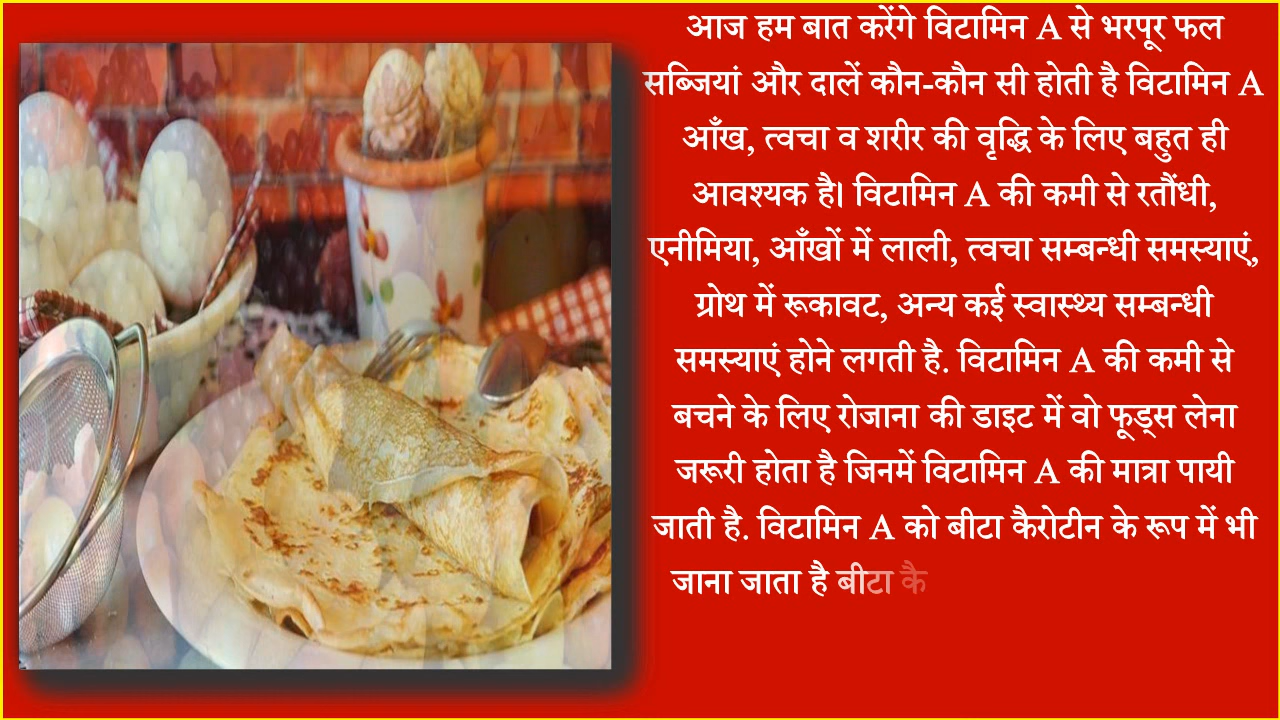 आज हम बात करेंगे विटामिन A से भरपूर फल
सब्जियां और दालें कौन-कौन सी होती है विटामिन A
आँख, त्वचा व शरीर की वृद्धि के लिए बहुत ही
आवश्यक है। विटामिन A की कमी से रतौंधी,
एनीमिया, आँखों में लाली, त्वचा सम्बन्धी समस्याएं,
ग्रोथ में रूकावट, अन्य कई स्वास्थ्य सम्बन्धी
समस्याएं होने लगती है. विटामिन A की कमी से
बचने के लिए रोजाना की डाइट में वो फूड्स लेना
जरूरी होता है जिनमें विटामिन A की मात्रा पायी
जाती है. विटामिन A को बीटा कैरोटीन के रूप में भी
जाना जाता है बीटा कै